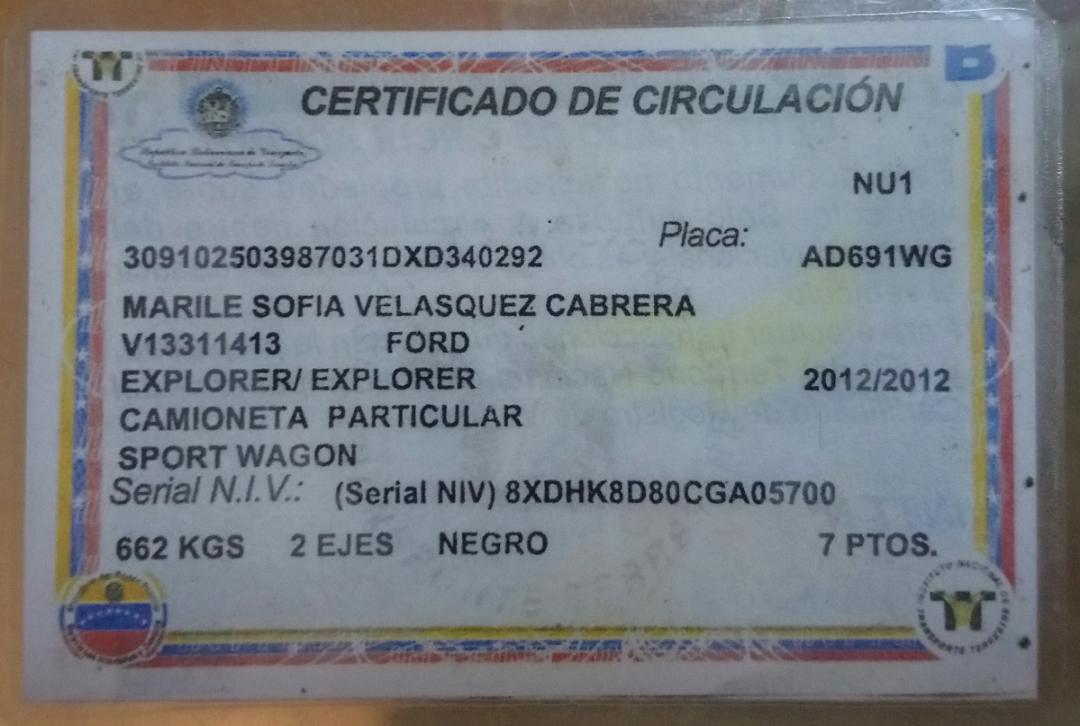 B
CERTIFICADO DE CIRCULACIÓN
República Bolivariana de Venezuela
Instituto Nacional de Transporte Terrestre
NU1
Placa:
309102503987031DXD340292 AD691WG
MARILE SOFIA VELASQUEZ CABRERA
V13311413 FORD
EXPLORER/ EXPLORER 2012/2012
CAMIONETA PARTICULAR
SPORT WAGON
Serial N.I.V.: (Serial NIV) 8XDHK8D80CGA05700
662 KGS 2 EJES NEGRO 7 PTOS.
INSTITUTO NACIONAL DE TRANSPORTE TERRESTRE